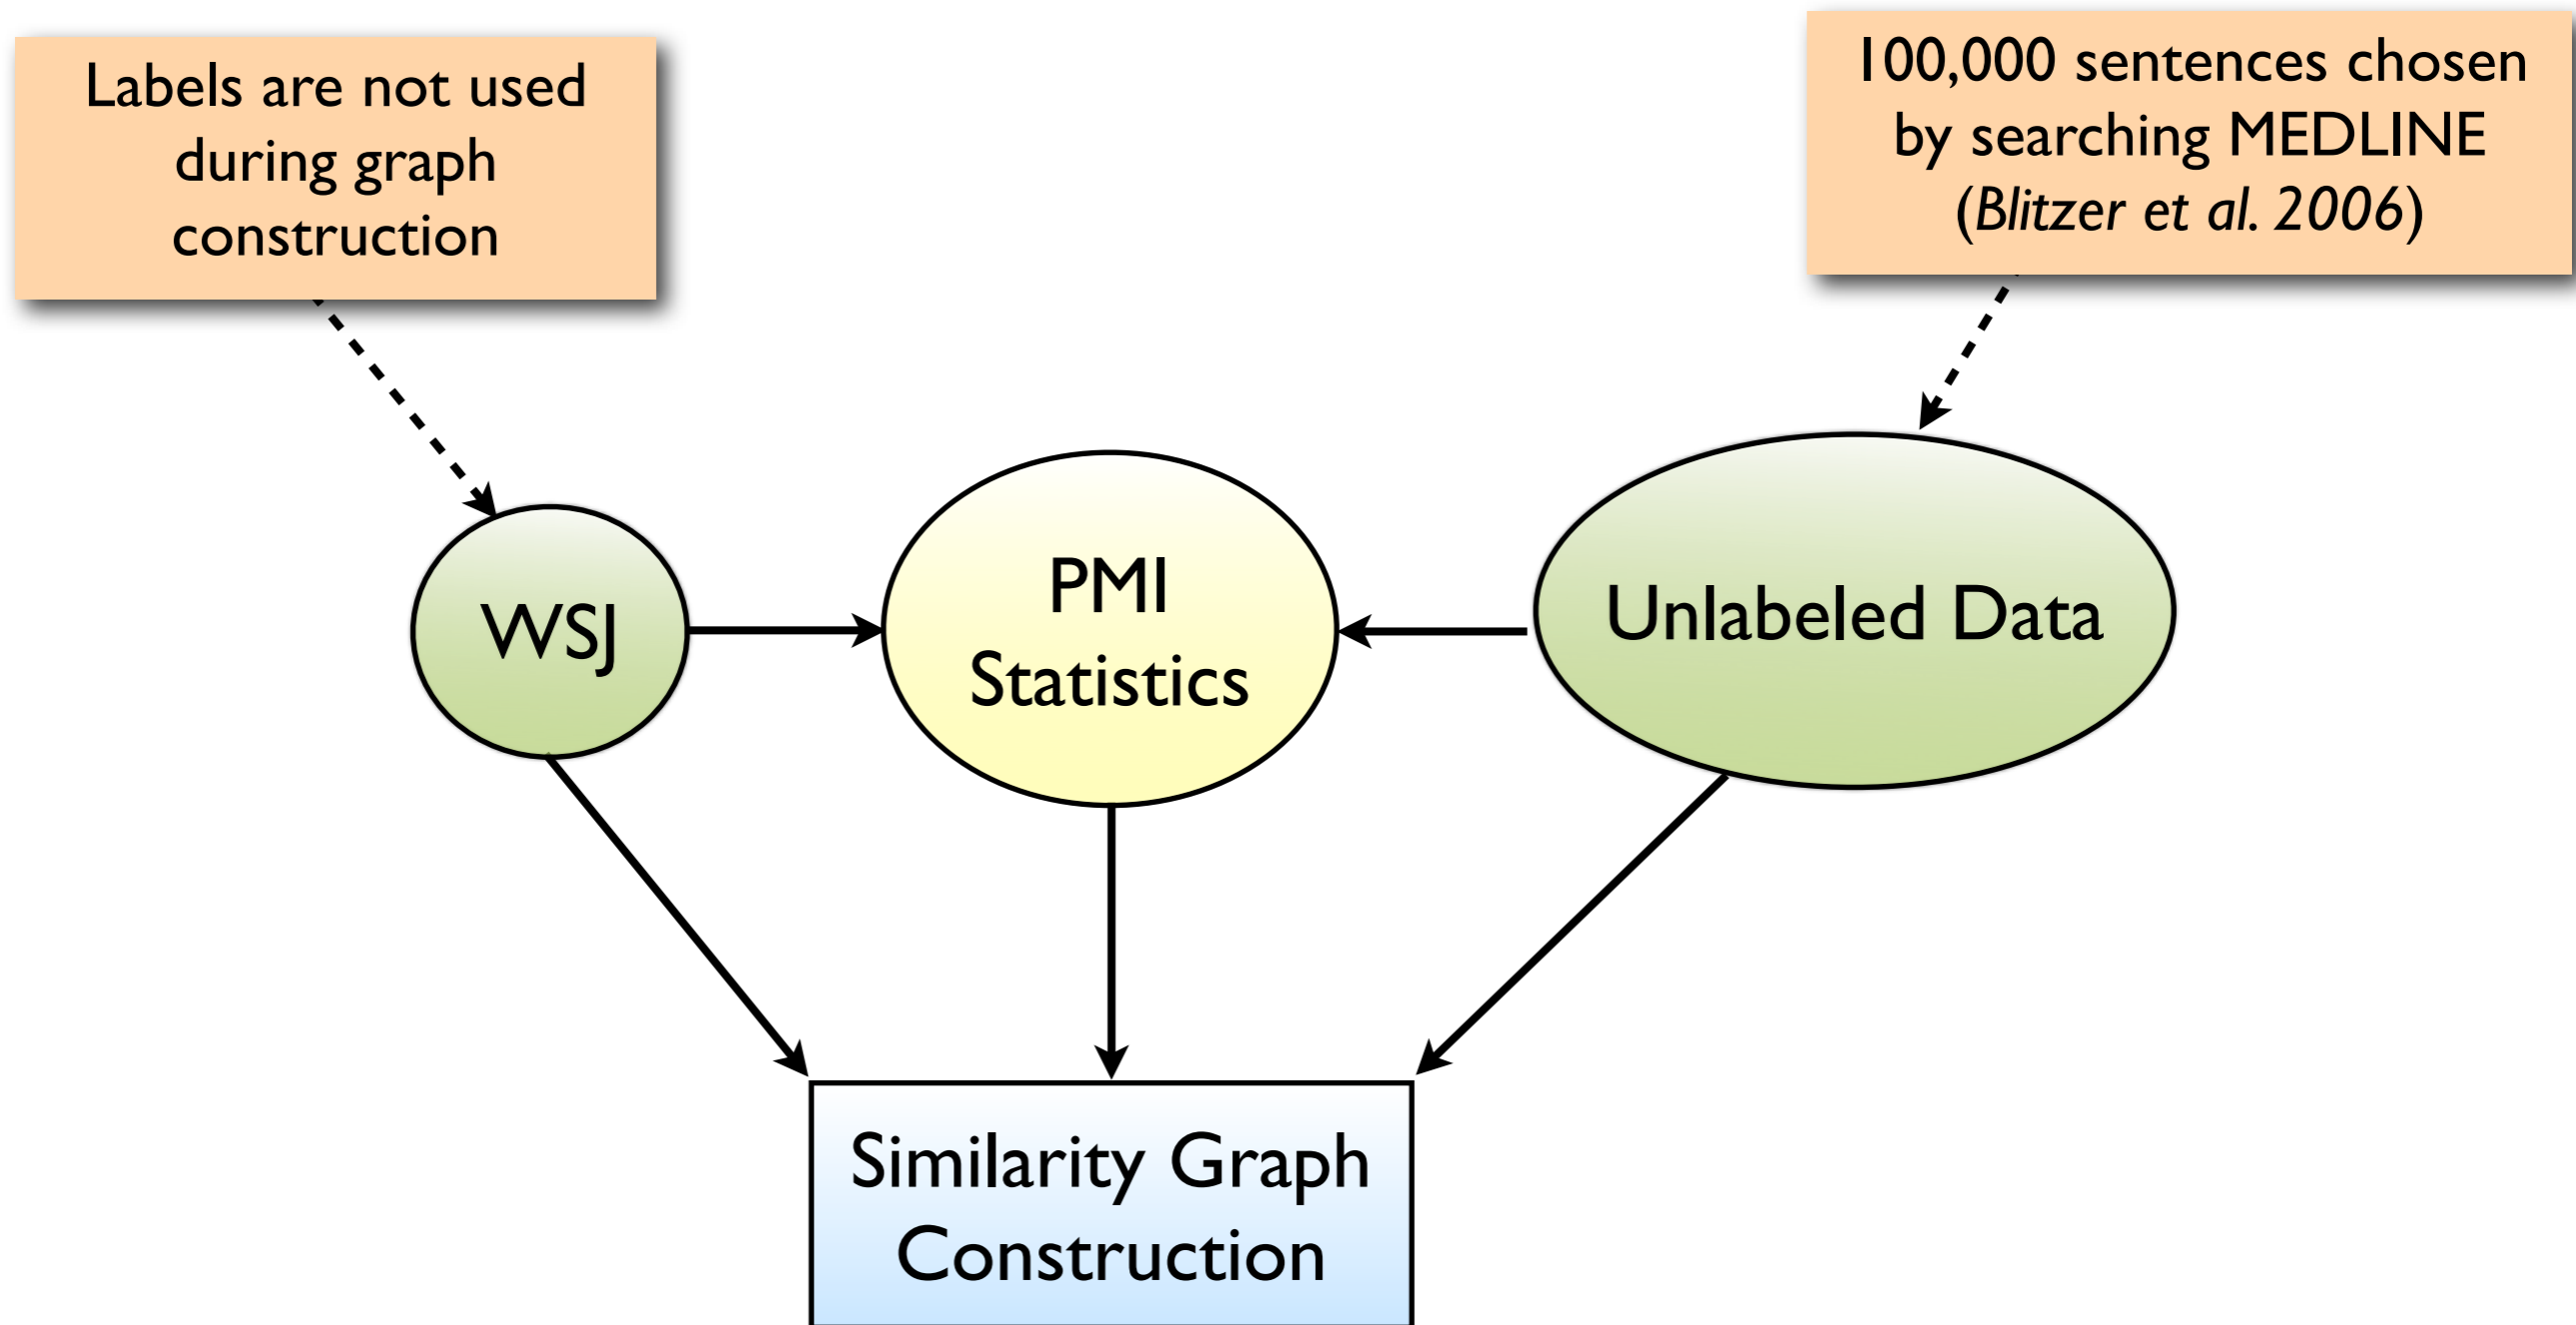 Labels are not used
during graph
construction
100,000 sentences chosen
by searching MEDLINE
(Blitzer et al. 2006)
WSJ
PMI
Statistics
Unlabeled Data
Similarity Graph
Construction